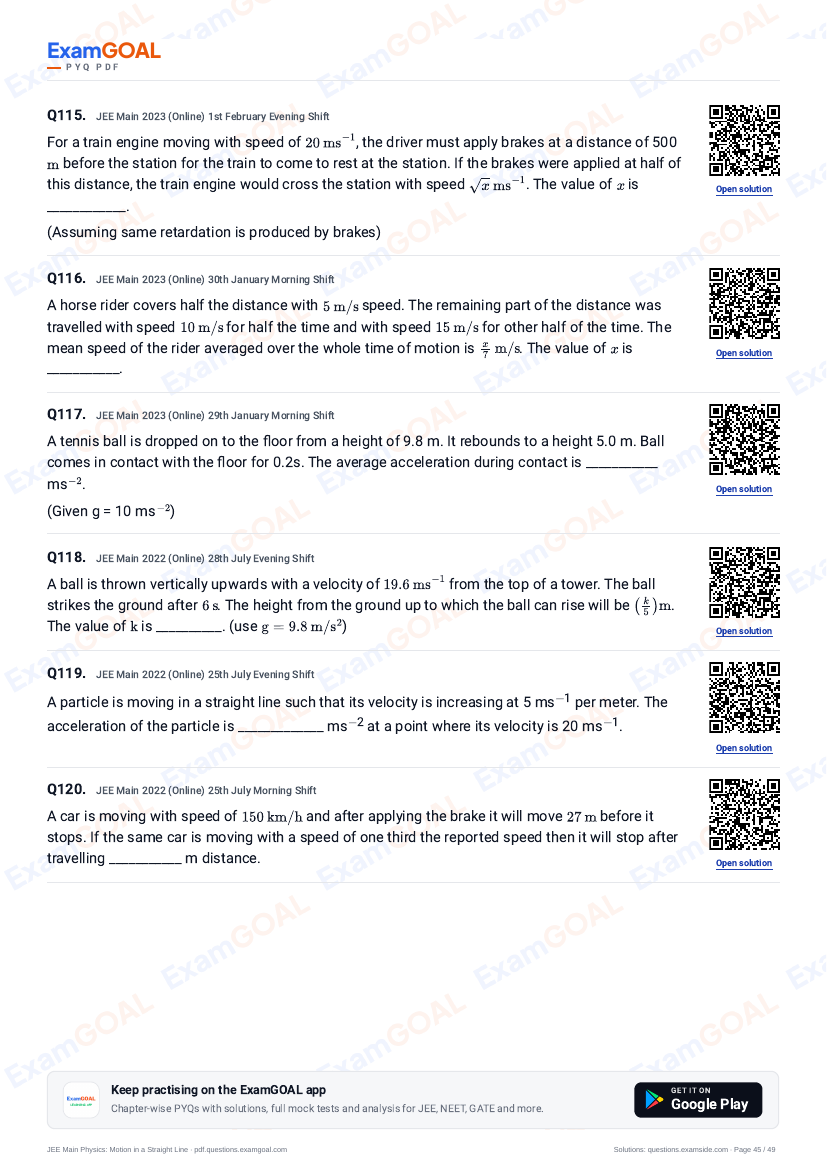 ExamGOAL
PYQ PDF
Q115. JEE Main 2023 (Online) 1st February Evening Shift
For a train engine moving with speed of 20 ms⁻¹, the driver must apply brakes at a distance of 500
m before the station for the train to come to rest at the station. If the brakes were applied at half of
this distance, the train engine would cross the station with speed √x ms⁻¹. The value of x is
____________.
(Assuming same retardation is produced by brakes)
Open solution
Q116. JEE Main 2023 (Online) 30th January Morning Shift
A horse rider covers half the distance with 5 m/s speed. The remaining part of the distance was
travelled with speed 10 m/s for half the time and with speed 15 m/s for other half of the time. The
mean speed of the rider averaged over the whole time of motion is x/7 m/s. The value of x is
___________.
Open solution
Q117. JEE Main 2023 (Online) 29th January Morning Shift
A tennis ball is dropped on to the floor from a height of 9.8 m. It rebounds to a height 5.0 m. Ball
comes in contact with the floor for 0.2s. The average acceleration during contact is ___________
ms⁻².
(Given g = 10 ms⁻²)
Open solution
Q118. JEE Main 2022 (Online) 28th July Evening Shift
A ball is thrown vertically upwards with a velocity of 19.6 ms⁻¹ from the top of a tower. The ball
strikes the ground after 6 s. The height from the ground up to which the ball can rise will be (k/5)m.
The value of k is __________. (use g = 9.8 m/s²)
Open solution
Q119. JEE Main 2022 (Online) 25th July Evening Shift
A particle is moving in a straight line such that its velocity is increasing at 5 ms⁻¹ per meter. The
acceleration of the particle is _____________ ms⁻² at a point where its velocity is 20 ms⁻¹.
Open solution
Q120. JEE Main 2022 (Online) 25th July Morning Shift
A car is moving with speed of 150 km/h and after applying the brake it will move 27 m before it
stops. If the same car is moving with a speed of one third the reported speed then it will stop after
travelling ___________ m distance.
Open solution
ExamGOAL
Keep practising on the ExamGOAL app
Chapter-wise PYQs with solutions, full mock tests and analysis for JEE, NEET, GATE and more.
GET IT ON
Google Play
JEE Main Physics: Motion in a Straight Line · pdf.questions.examgoal.com
Solutions: questions.examside.com · Page 45 / 49